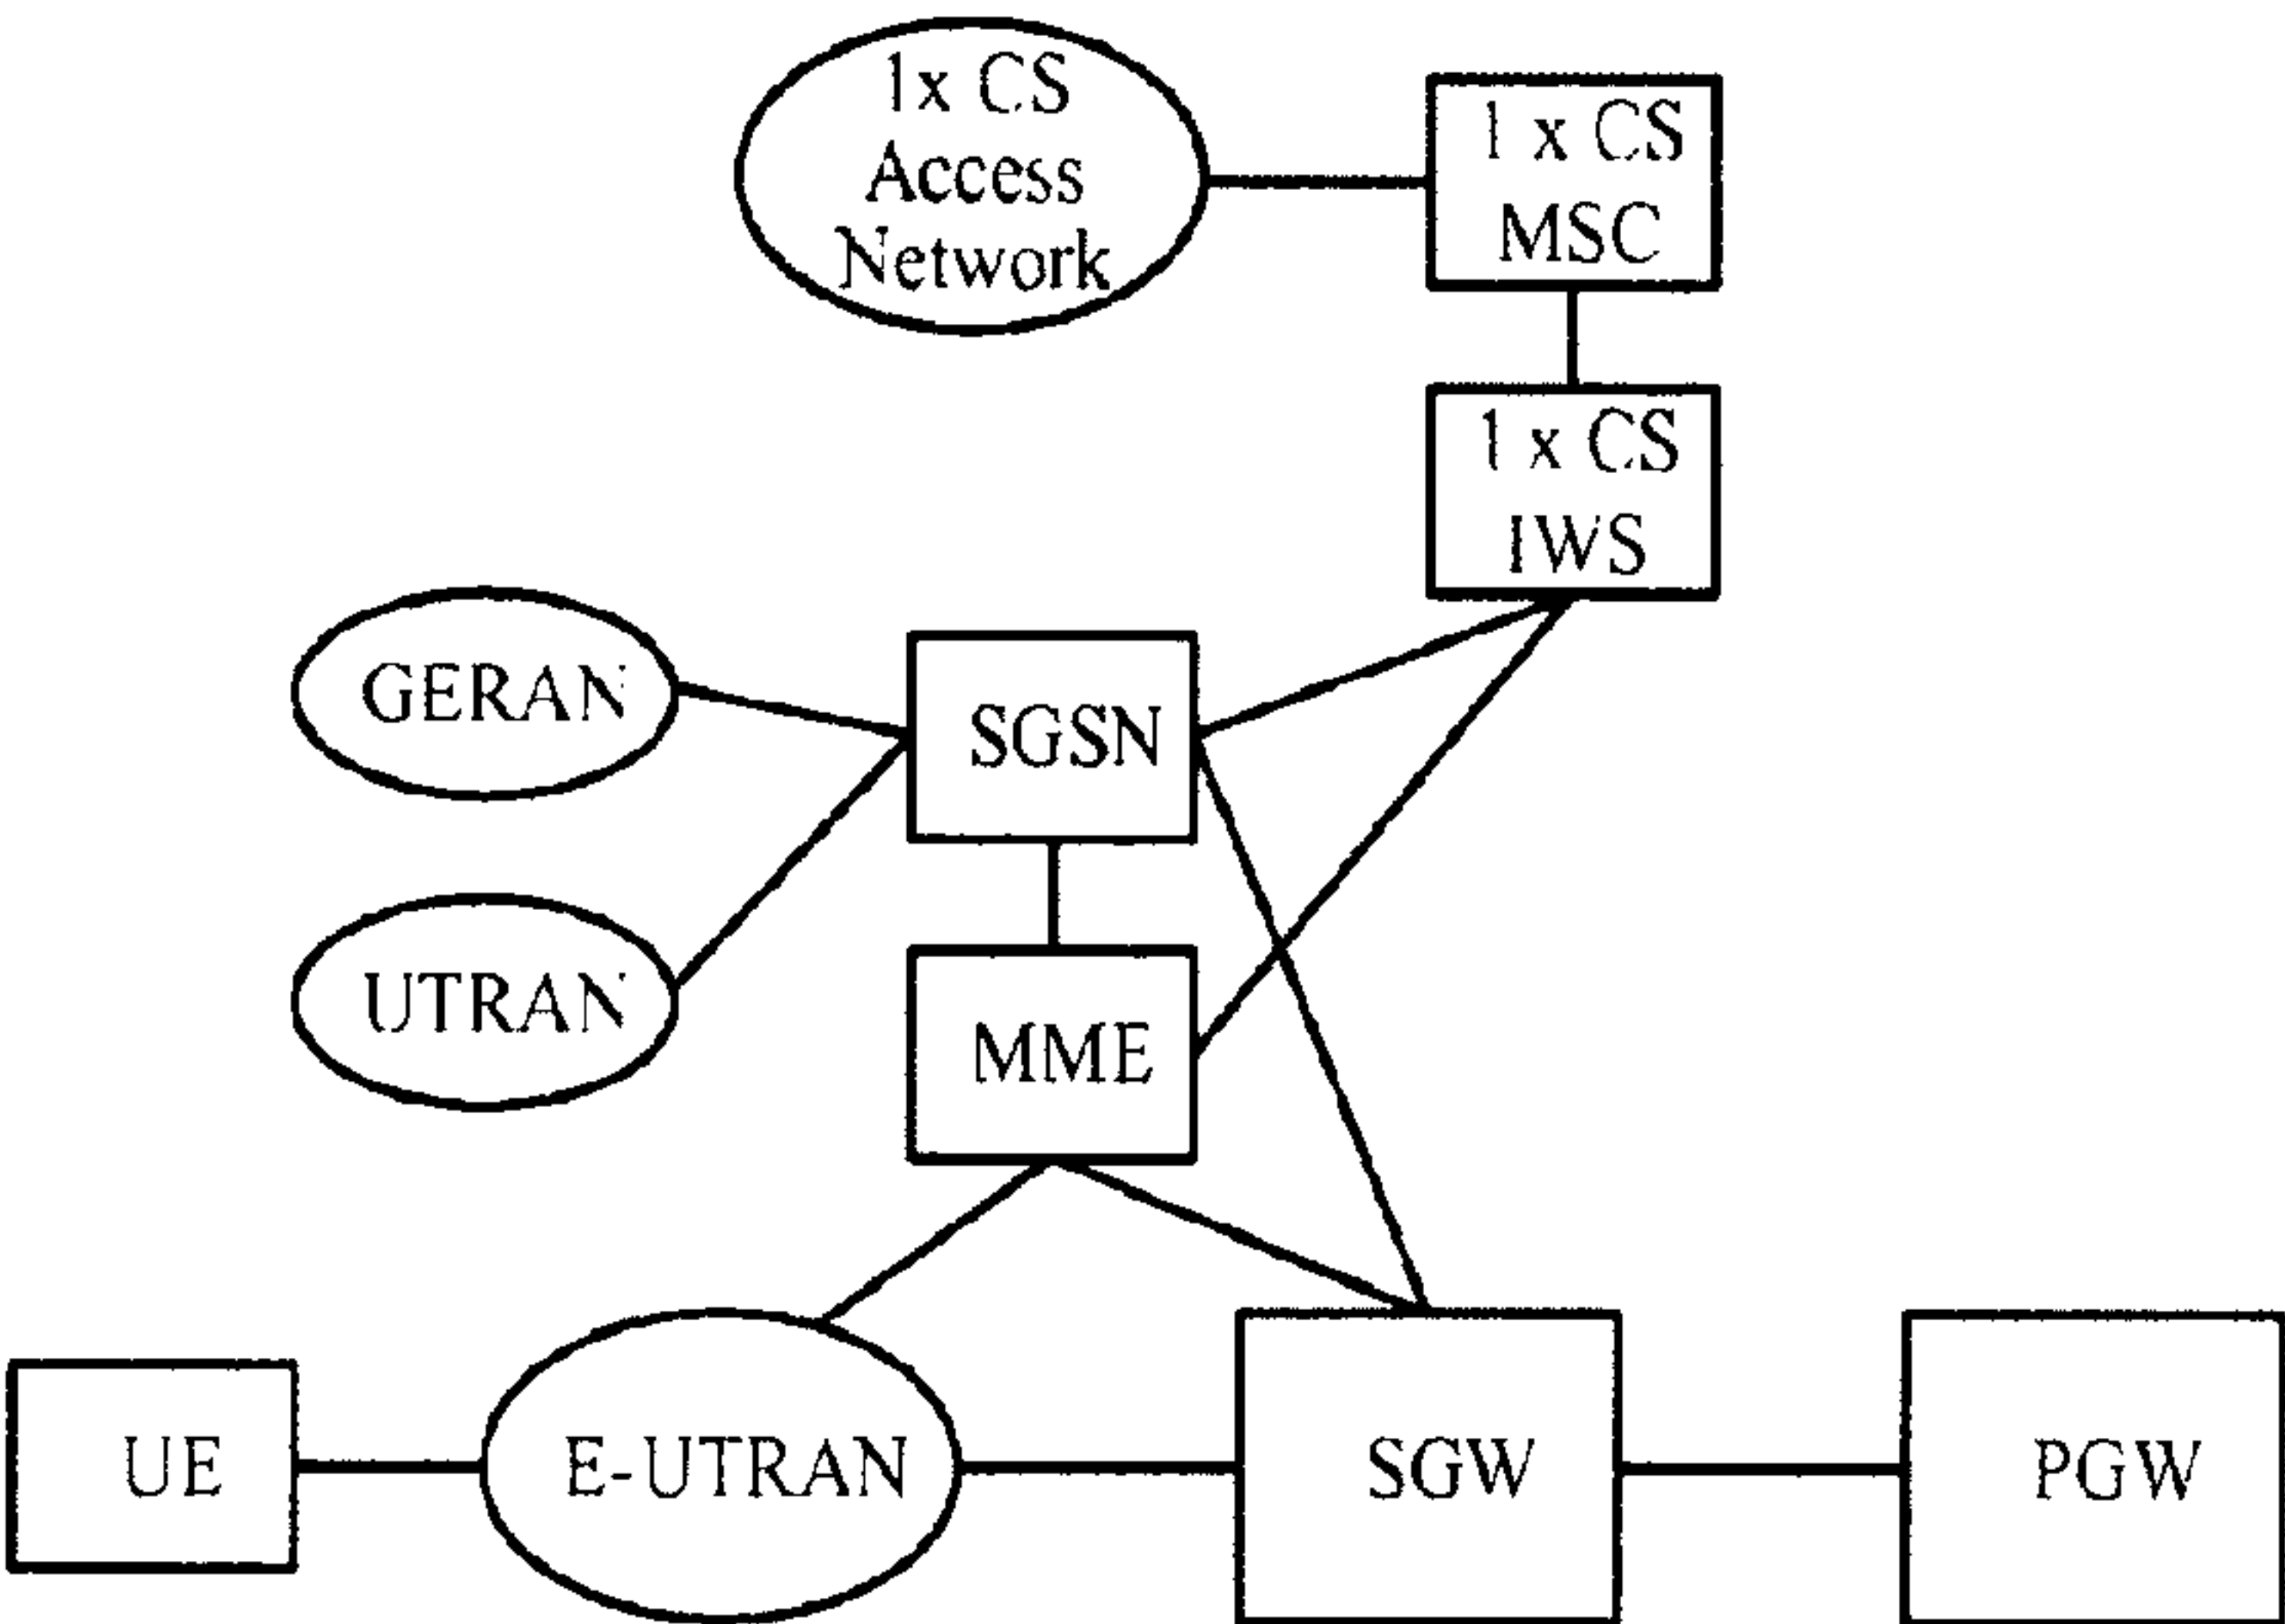 1x CS
Access
Network
1 x CS
MSC
1 x CS
IWS
GERAN
SGSN
UTRAN
MME
UE
E-UTRAN
SGW
PGW